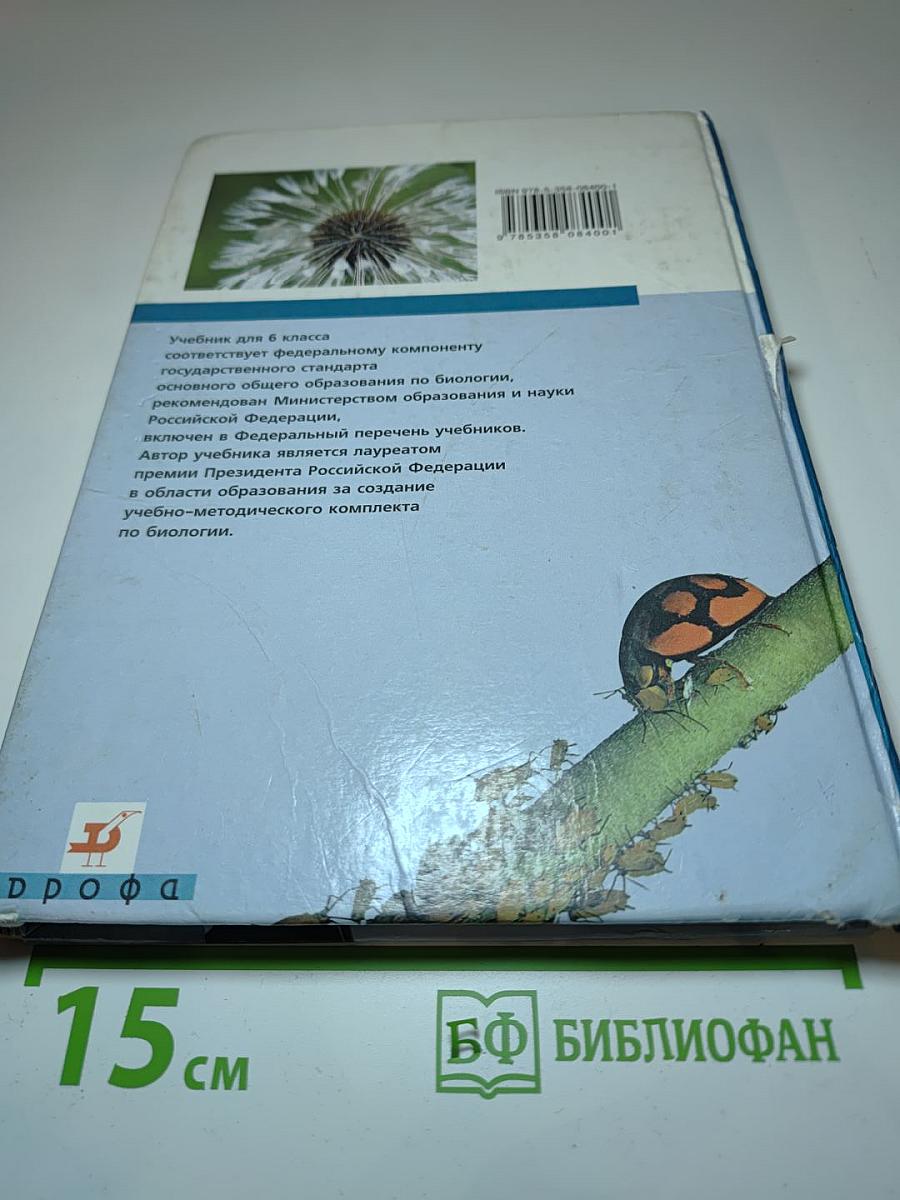 ISBN 978-5-358-08400-1
9 785358 084001
Учебник для 6 класса
соответствует федеральному компоненту
государственного стандарта
основного общего образования по биологии,
рекомендован Министерством образования и науки
Российской Федерации,
включен в Федеральный перечень учебников.
Автор учебника является лауреатом
премии Президента Российской Федерации
в области образования за создание
учебно-методического комплекта
по биологии.
дрофа
15 см
БФ БИБЛИОФАН